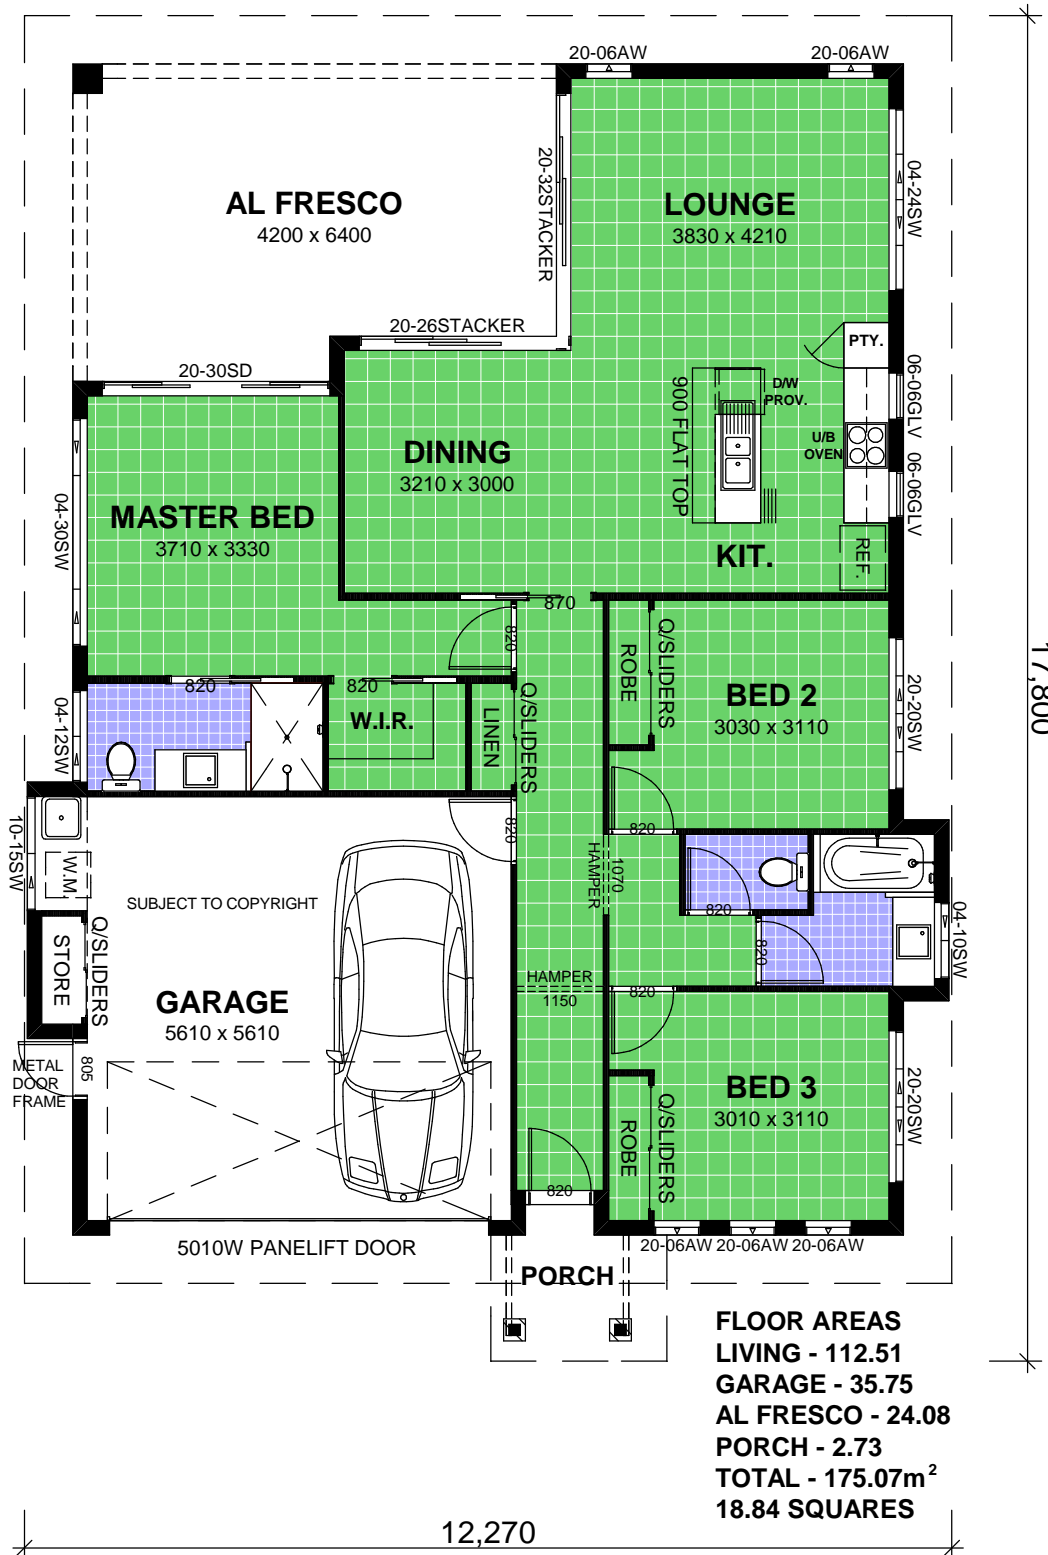 20-06AW
20-06AW
AL FRESCO
4200 x 6400
20-32STACKER
LOUNGE
3830 x 4210
04-24SW
20-26STACKER
PTY.
20-30SD
D/W
PROV.
06-06GLV
900 FLAT TOP
U/B
OVEN
DINING
3210 x 3000
06-06GLV
04-30SW
MASTER BED
3710 x 3330
KIT.
REF.
870
820
ROBE
Q/SLIDERS
820
820
BED 2
3030 x 3110
20-20SW
04-12SW
W.I.R.
LINEN
Q/SLIDERS
10-15SW
820
820
W.M.
HAMPER
1070
SUBJECT TO COPYRIGHT
820
820
04-10SW
STORE
Q/SLIDERS
HAMPER
1150
820
GARAGE
5610 x 5610
METAL
DOOR
FRAME
805
BED 3
3010 x 3110
20-20SW
ROBE
Q/SLIDERS
820
5010W PANELIFT DOOR
20-06AW
20-06AW
20-06AW
PORCH
17,800
FLOOR AREAS
LIVING - 112.51
GARAGE - 35.75
AL FRESCO - 24.08
PORCH - 2.73
TOTAL - 175.07m²
18.84 SQUARES
12,270